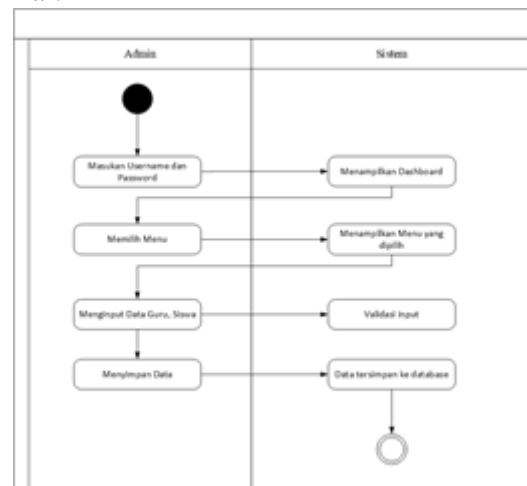 Admin
Sistem
Masukan Username dan
Password
Menampilkan Dashboard
Memilih Menu
Menampilkan Menu yang
dipilih
Menginput Data Guru, Siswa
Validasi Input
Menyimpan Data
Data tersimpan ke database